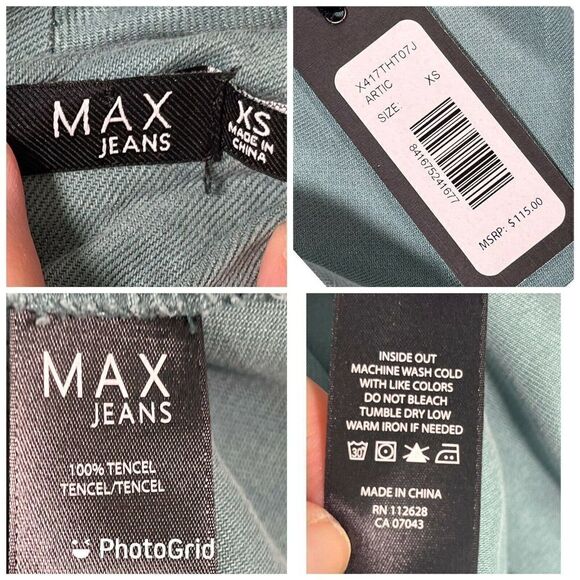 MAX
JEANS
XS
MADE IN
CHINA
X417THT07J
ARTIC
SIZE: XS
841675241677
MSRP: $115.00
MAX
JEANS
100% TENCEL
TENCEL/TENCEL
PhotoGrid
INSIDE OUT
MACHINE WASH COLD
WITH LIKE COLORS
DO NOT BLEACH
TUMBLE DRY LOW
WARM IRON IF NEEDED
30
MADE IN CHINA
RN 112628
CA 07043